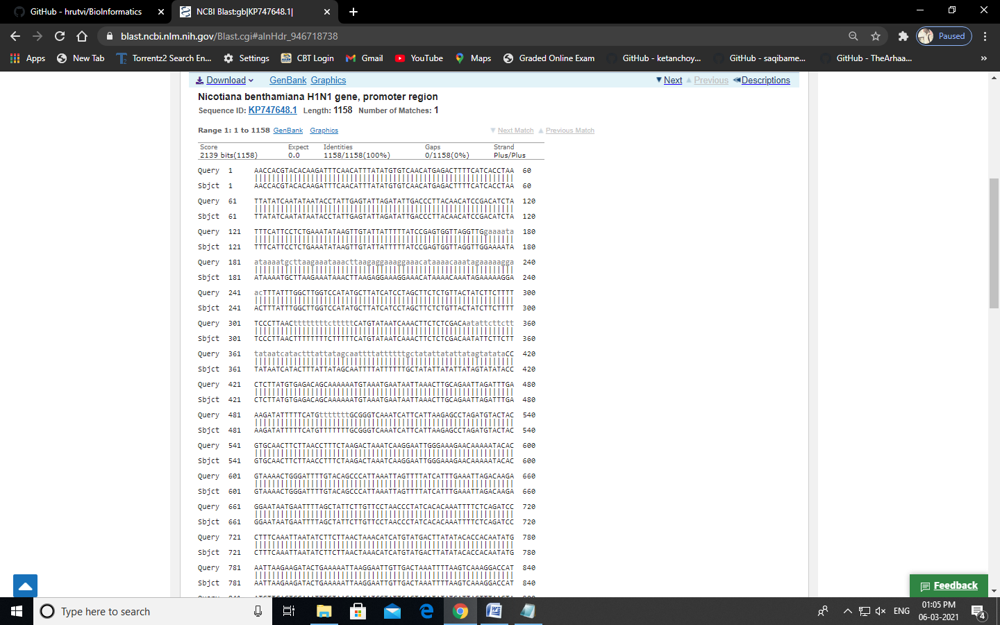 GitHub - hrutvi/BioInformatics
NCBI Blast:gb|KP747648.1|
blast.ncbi.nlm.nih.gov/Blast.cgi#alnHdr_946718738
Paused
Apps New Tab Torrentz2 Search En... Settings CBT Login Gmail YouTube Maps Graded Online Exam GitHub - ketanchoy... GitHub - saqibame... GitHub - TheArhaa... »
Download GenBank Graphics Next Previous Descriptions
Nicotiana benthamiana H1N1 gene, promoter region
Sequence ID: KP747648.1 Length: 1158 Number of Matches: 1
Range 1: 1 to 1158 GenBank Graphics Next Match Previous Match
Score Expect Identities Gaps Strand
2139 bits(1158) 0.0 1158/1158(100%) 0/1158(0%) Plus/Plus
Query 1 AACCACGTACACAAGATTTCAACATTTATATGTGTCAACATGAGACTTTTCATCACCTAA 60
Sbjct 1 AACCACGTACACAAGATTTCAACATTTATATGTGTCAACATGAGACTTTTCATCACCTAA 60
Query 61 TTATATCAATATAATACCTATTGAGTATTAGATATTGACCCTTACAACATCCGACATCTA 120
Sbjct 61 TTATATCAATATAATACCTATTGAGTATTAGATATTGACCCTTACAACATCCGACATCTA 120
Query 121 TTTCATTCCTCTGAAATATAAGTTGTATTATTTTTATCCGAGTGGTTAGGTTGgaaaata 180
Sbjct 121 TTTCATTCCTCTGAAATATAAGTTGTATTATTTTTATCCGAGTGGTTAGGTTGGAAAATA 180
Query 181 ataaaatgcttaagaaataaacttaagaggaaaggaaacataaaacaaatagaaaaagga 240
Sbjct 181 ATAAAATGCTTAAGAAATAAACTTAAGAGGAAAGGAAACATAAAACAAATAGAAAAAGGA 240
Query 241 acTTTATTTGGCTTGGTCCATATGCTTATCATCCTAGCTTCTCTGTTACTATCTTCTTTT 300
Sbjct 241 ACTTTATTTGGCTTGGTCCATATGCTTATCATCCTAGCTTCTCTGTTACTATCTTCTTTT 300
Query 301 TCCCTTAACttttttttctttttCATGTATAATCAAACTTCTCTCGACAatattcttctt 360
Sbjct 301 TCCCTTAACTTTTTTTTCTTTTTCATGTATAATCAAACTTCTCTCGACAATATTCTTCTT 360
Query 361 tataatcatactttattatagcaattttattttttgctatattatattatagtatataCC 420
Sbjct 361 TATAATCATACTTTATTATAGCAATTTTATTTTTTGCTATATTATATTATAGTATATACC 420
Query 421 CTCTTATGTGAGACAGCAAAAAATGTAAATGAATAATTAAACTTGCAGAATTAGATTTGA 480
Sbjct 421 CTCTTATGTGAGACAGCAAAAAATGTAAATGAATAATTAAACTTGCAGAATTAGATTTGA 480
Query 481 AAGATATTTTTCATGtttttttGCGGGTCAAATCATTCATTAAGAGCCTAGATGTACTAC 540
Sbjct 481 AAGATATTTTTCATGTTTTTTTGCGGGTCAAATCATTCATTAAGAGCCTAGATGTACTAC 540
Query 541 GTGCAACTTCTTAACCTTTCTAAGACTAAATCAAGGAATTGGGAAAGAACAAAAATACAC 600
Sbjct 541 GTGCAACTTCTTAACCTTTCTAAGACTAAATCAAGGAATTGGGAAAGAACAAAAATACAC 600
Query 601 GTAAAACTGGGATTTTGTACAGCCCATTAAATTAGTTTTATCATTTGAAATTAGACAAGA 660
Sbjct 601 GTAAAACTGGGATTTTGTACAGCCCATTAAATTAGTTTTATCATTTGAAATTAGACAAGA 660
Query 661 GGAATAATGAATTTTAGCTATTCTTGTTCCTAACCCTATCACACAAATTTTCTCAGATCC 720
Sbjct 661 GGAATAATGAATTTTAGCTATTCTTGTTCCTAACCCTATCACACAAATTTTCTCAGATCC 720
Query 721 CTTTCAAATTAATATCTTCTTAACTAAACATCATGTATGACTTATATACACCACAATATG 780
Sbjct 721 CTTTCAAATTAATATCTTCTTAACTAAACATCATGTATGACTTATATACACCACAATATG 780
Query 781 AATTAAGAAGATACTGAAAAATTAAGGAATTGTTGACTAAATTTTAAGTCAAAGGACCAT 840
Sbjct 781 AATTAAGAAGATACTGAAAAATTAAGGAATTGTTGACTAAATTTTAAGTCAAAGGACCAT 840
Feedback
Type here to search
ENG
01:05 PM
06-03-2021
4